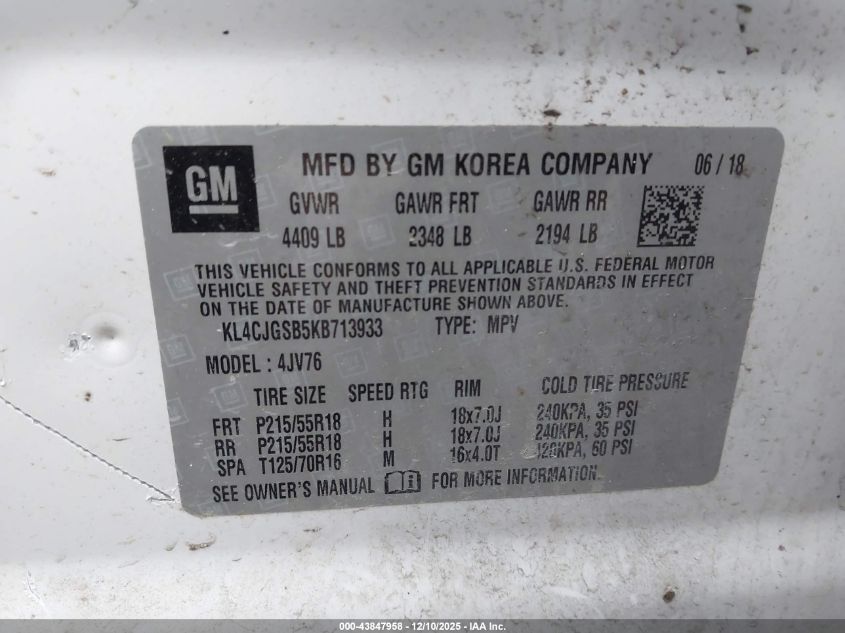 GM
MFD BY GM KOREA COMPANY 06 / 18
GVWR GAWR FRT GAWR RR
4409 LB 2348 LB 2194 LB
THIS VEHICLE CONFORMS TO ALL APPLICABLE U.S. FEDERAL MOTOR
VEHICLE SAFETY AND THEFT PREVENTION STANDARDS IN EFFECT
ON THE DATE OF MANUFACTURE SHOWN ABOVE.
KL4CJGSB5KB713933 TYPE: MPV
MODEL : 4JV76
TIRE SIZE SPEED RTG RIM COLD TIRE PRESSURE
FRT P215/55R18 H 18x7.0J 240KPA, 35 PSI
RR P215/55R18 H 18x7.0J 240KPA, 35 PSI
SPA T125/70R16 M 16x4.0T 420KPA, 60 PSI
SEE OWNER'S MANUAL FOR MORE INFORMATION.
000-43847958 - 12/10/2025 - IAA Inc.